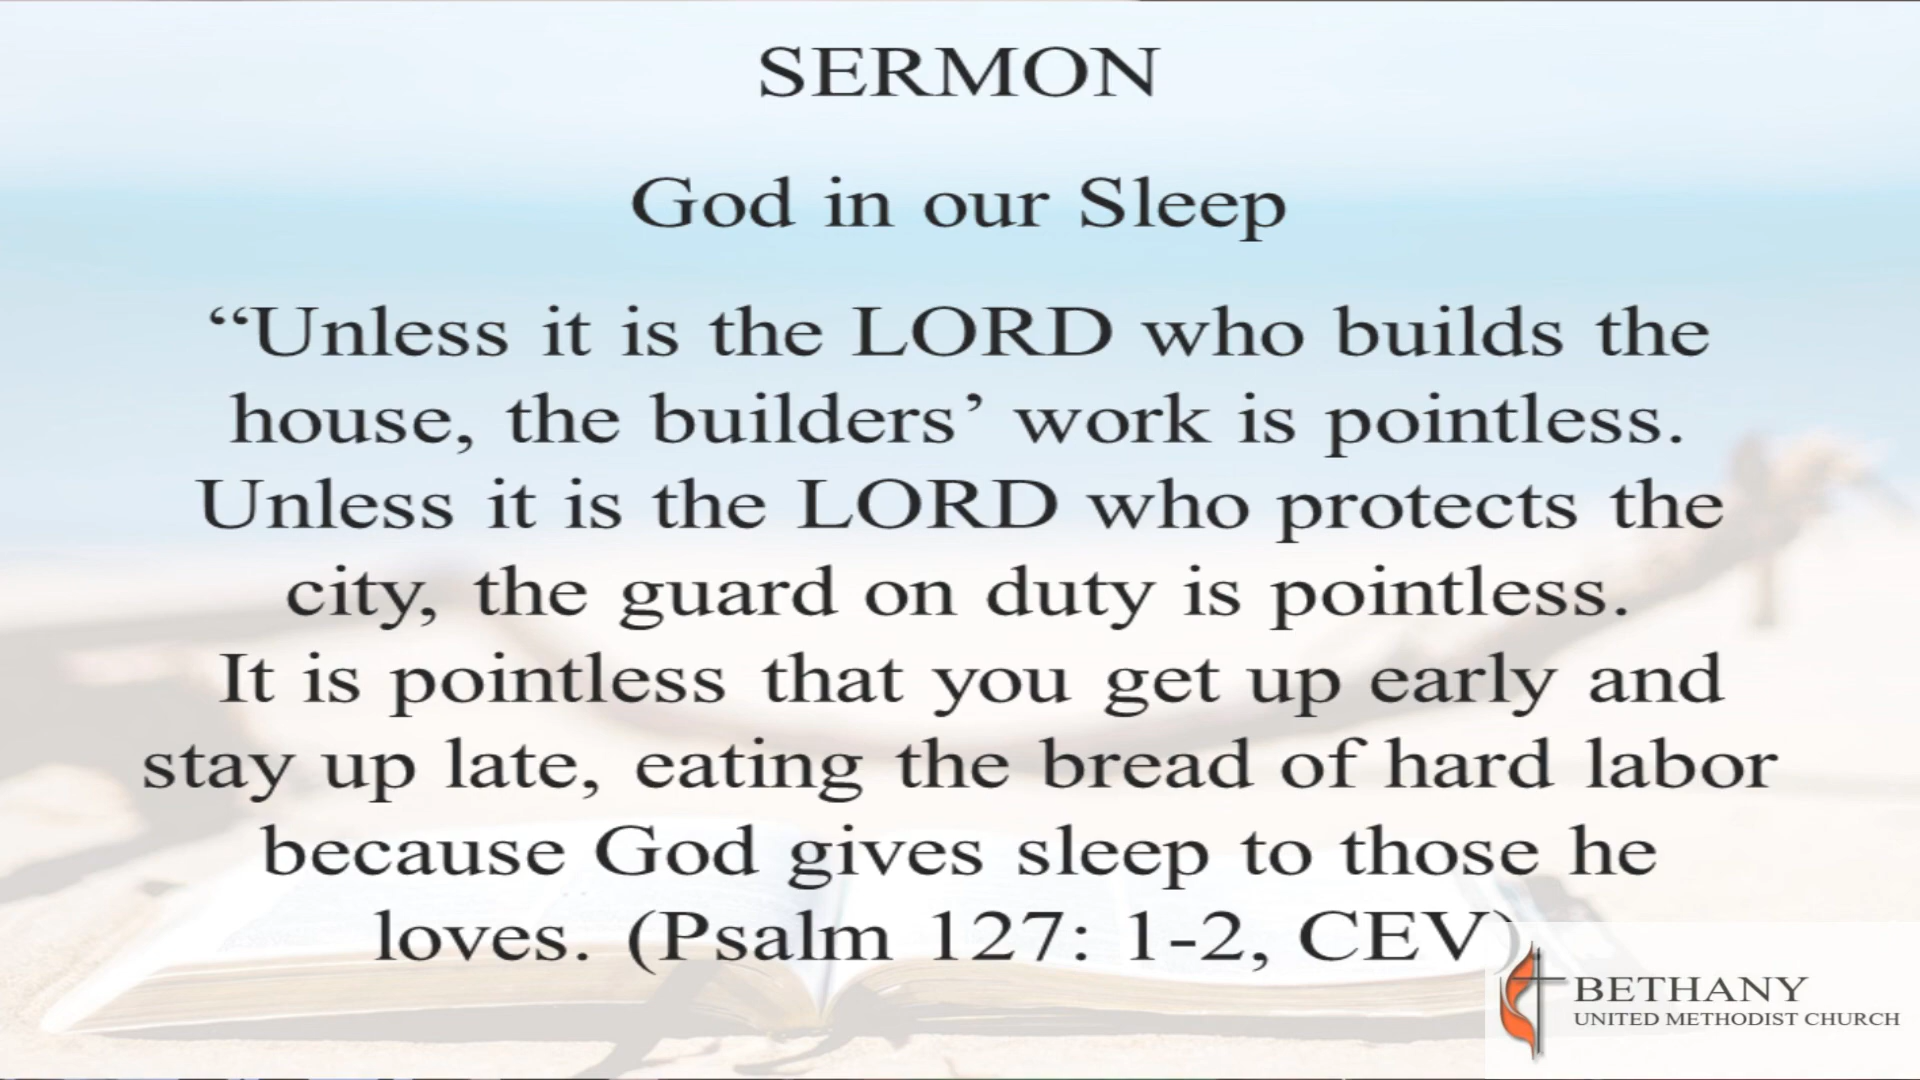 SERMON
God in our Sleep
“Unless it is the LORD who builds the
house, the builders’ work is pointless.
Unless it is the LORD who protects the
city, the guard on duty is pointless.
It is pointless that you get up early and
stay up late, eating the bread of hard labor
because God gives sleep to those he
loves. (Psalm 127: 1-2, CEV)
BETHANY
UNITED METHODIST CHURCH